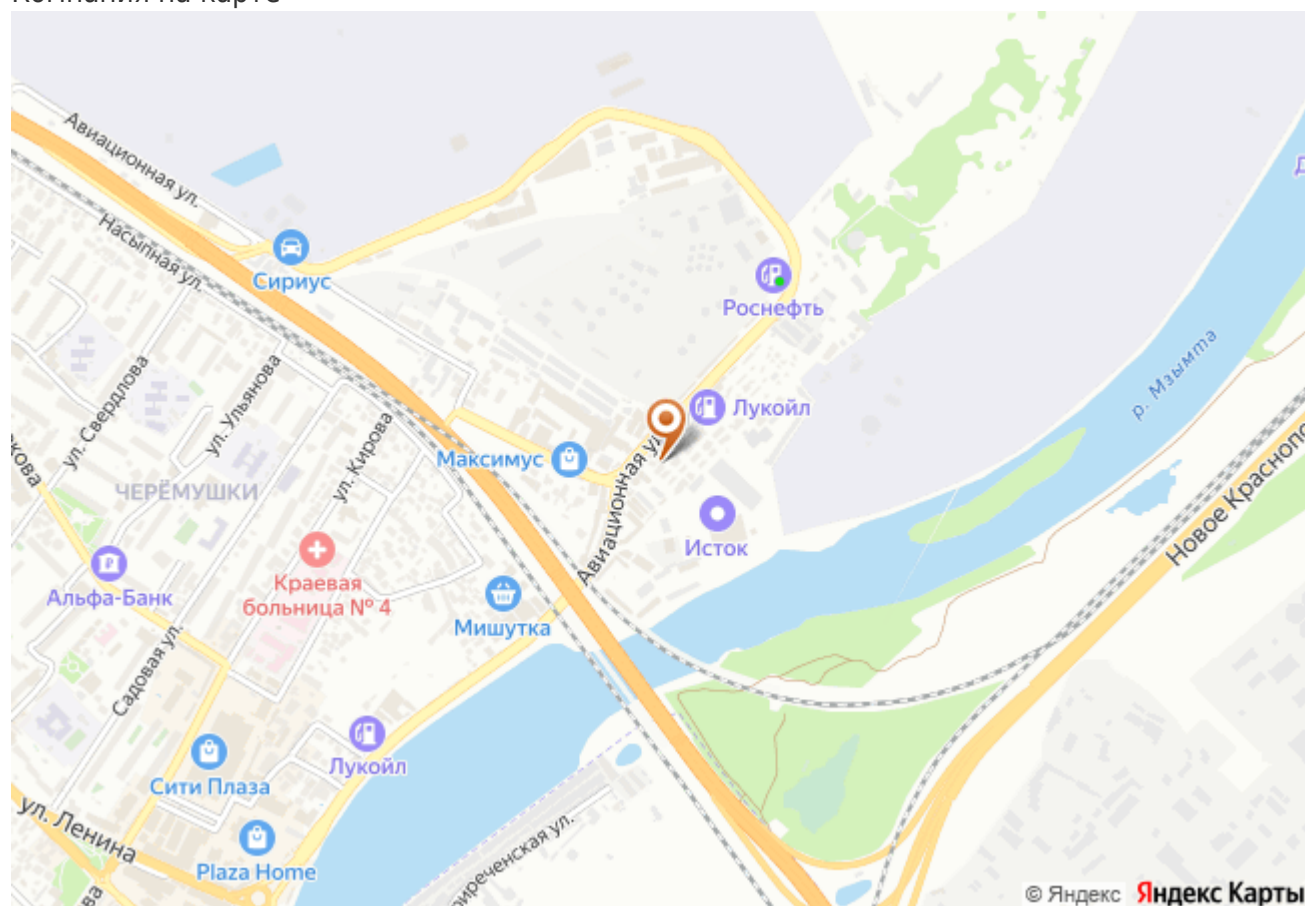 Компания на карте
Авиационная ул.
Насыпная ул.
Сириус
Роснефть
р. Мзымта
ул. Свердлова
ул. Ульянова
ул. Кирова
Лукойл
Максимус
Авиационная ул.
ЧЕРЁМУШКИ
Исток
Альфа-Банк
Краевая
больница № 4
Мишутка
Садовая ул.
Сити Плаза
Лукойл
ул. Ленина
Plaza Home
© Яндекс Яндекс Карты